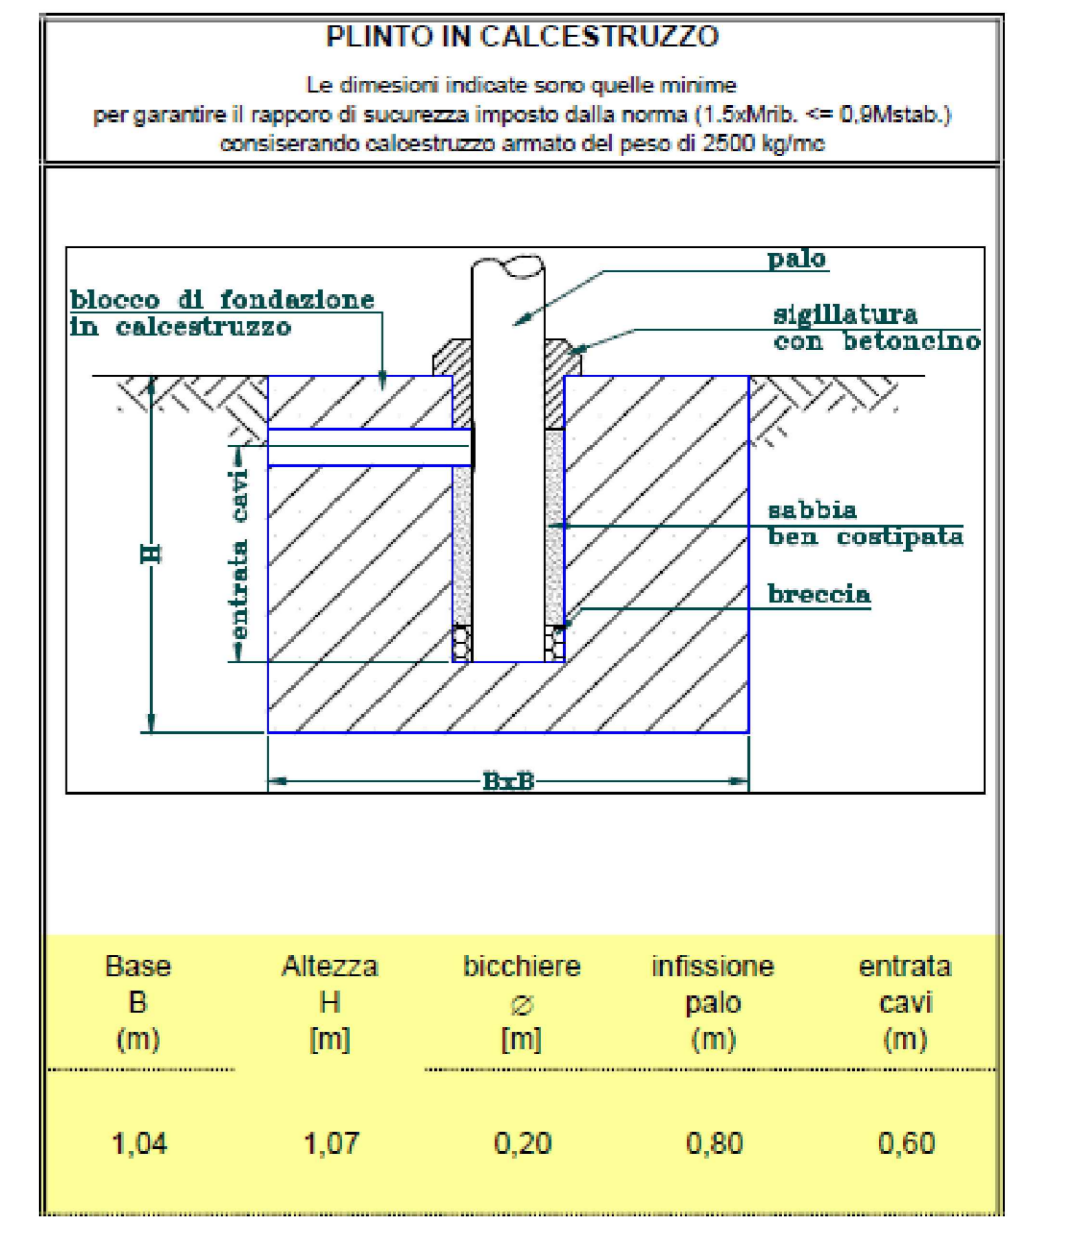 PLINTO IN CALCESTRUZZO
Le dimesioni indicate sono quelle minime
per garantire il rapporo di sucurezza imposto dalla norma (1.5xMrib. <= 0,9Mstab.)
consiserando calcestruzzo armato del peso di 2500 kg/mc
palo
blocco di fondazione
in calcestruzzo
sigillatura
con betoncino
entrata cavi
H
sabbia
ben costipata
breccia
BxB
Base Altezza bicchiere infissione entrata
B H ∅ palo cavi
(m) [m] [m] (m) (m)
1,04 1,07 0,20 0,80 0,60